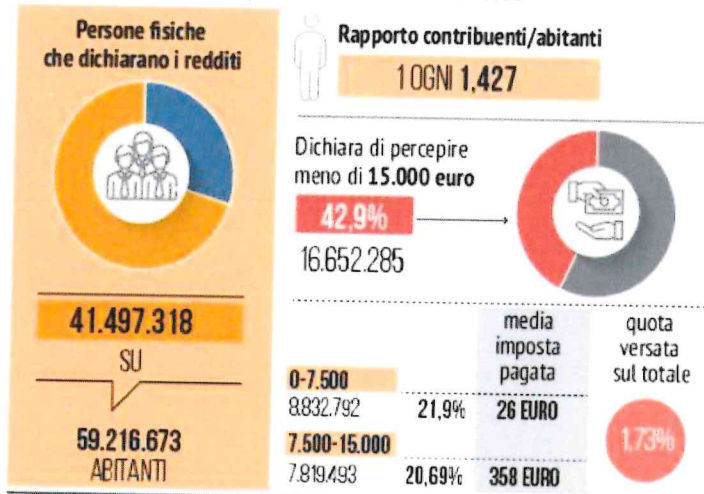 Persone fisiche
che dichiarano i redditi
41.497.318
SU
59.216.673
ABITANTI
Rapporto contribuenti/abitanti
1 OGNI 1,427
Dichiara di percepire
meno di 15.000 euro
42,9%
16.652.285
media
imposta
pagata
quota
versata
sul totale
0-7.500
8.832.792 21,9% 26 EURO
7.500-15.000
7.819.493 20,69% 358 EURO
1,73%